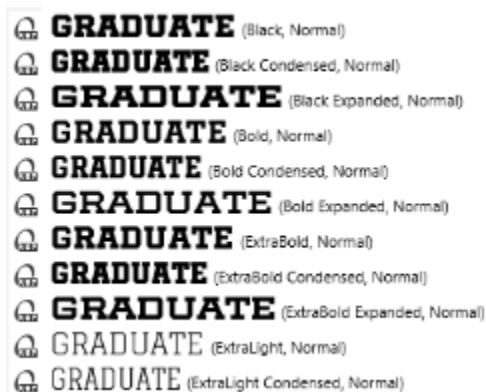 GRADUATE (Black, Normal)
GRADUATE (Black Condensed, Normal)
GRADUATE (Black Expanded, Normal)
GRADUATE (Bold, Normal)
GRADUATE (Bold Condensed, Normal)
GRADUATE (Bold Expanded, Normal)
GRADUATE (ExtraBold, Normal)
GRADUATE (ExtraBold Condensed, Normal)
GRADUATE (ExtraBold Expanded, Normal)
GRADUATE (ExtraLight, Normal)
GRADUATE (ExtraLight Condensed, Normal)